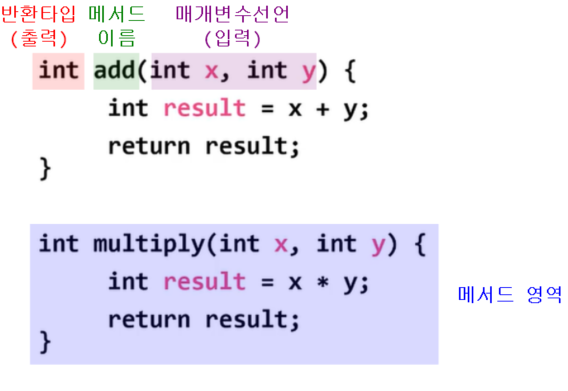 반환타입 메서드 매개변수선언
(출력) 이름 (입력)
int add(int x, int y) {
int result = x + y;
return result;
}
int multiply(int x, int y) {
int result = x * y;
return result;
}
메서드 영역